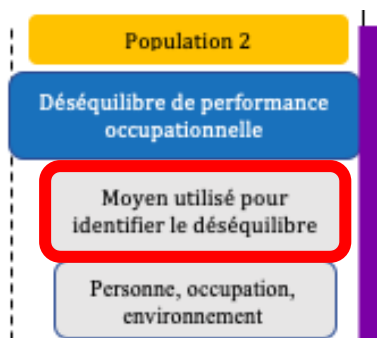 Population 2
Déséquilibre de performance
occupationnelle
Moyen utilisé pour
identifier le déséquilibre
Personne, occupation,
environnement